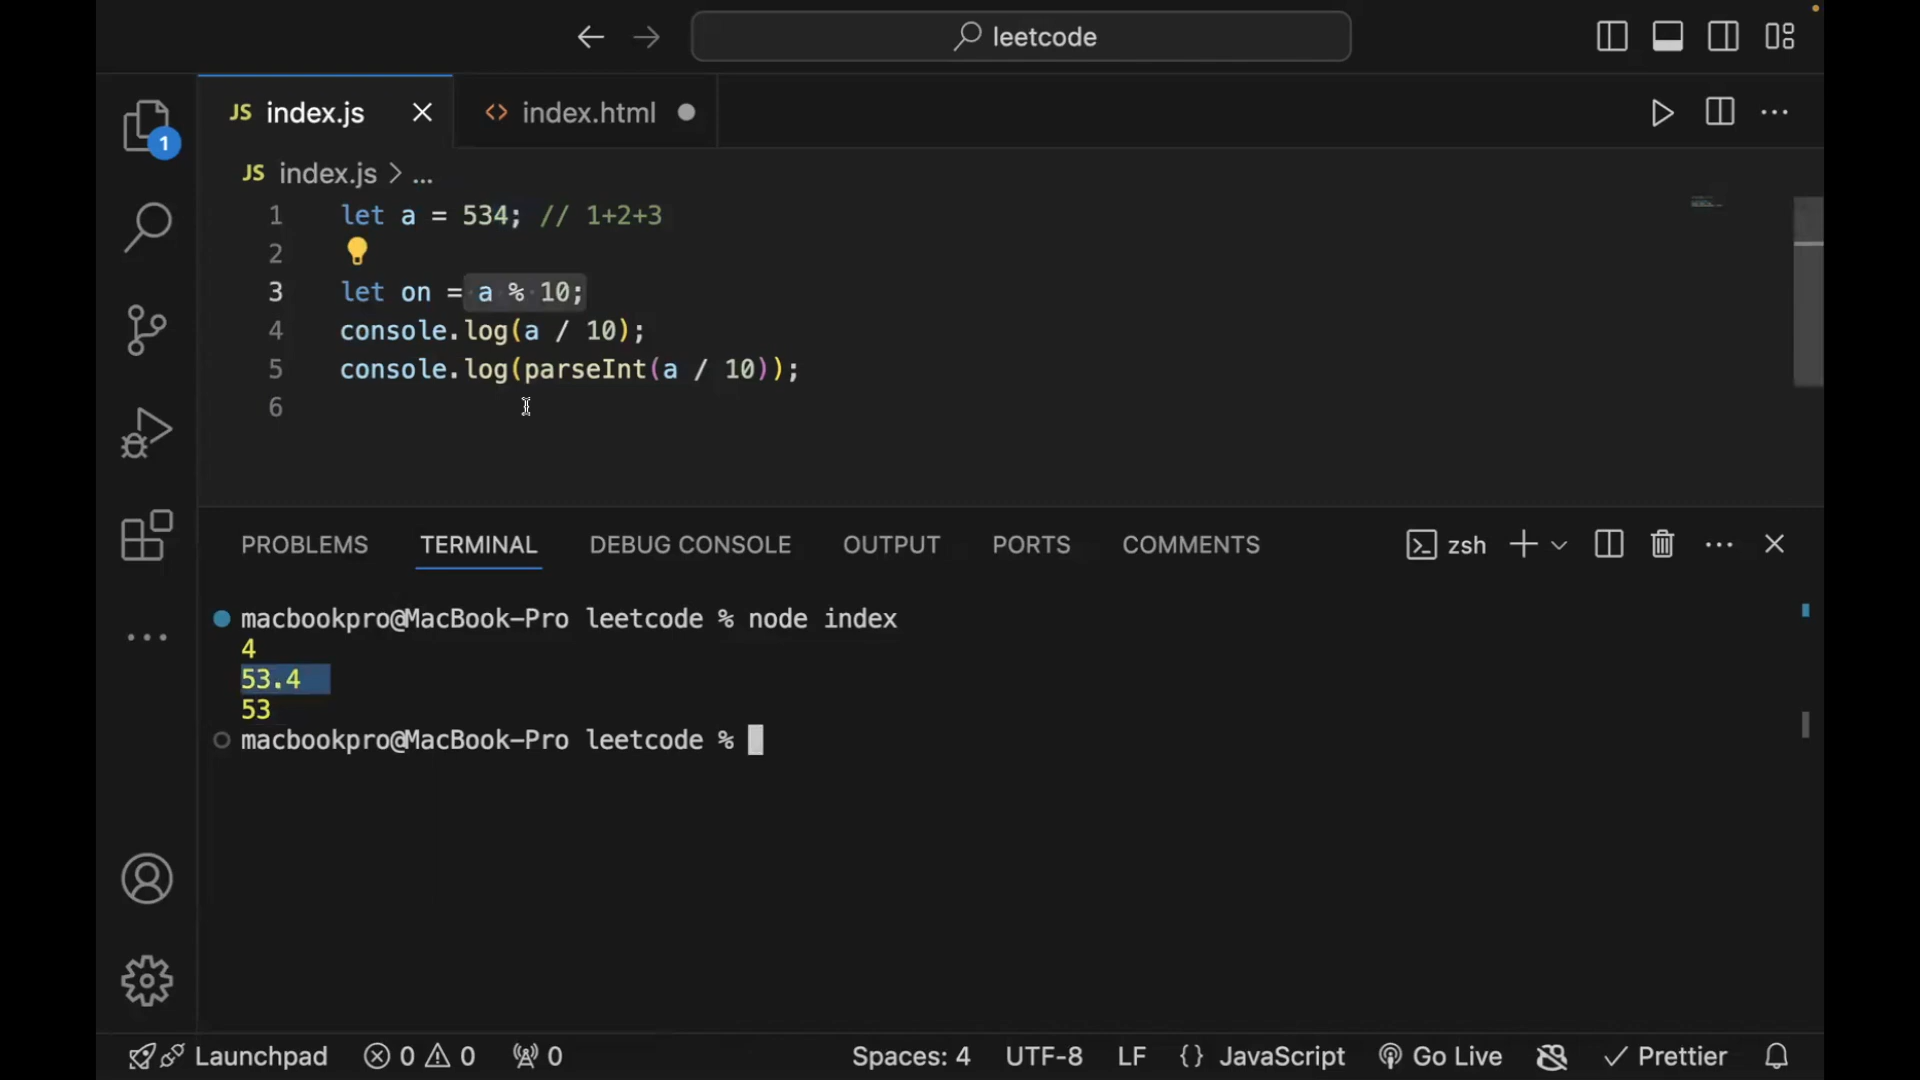 leetcode
JS index.js
<> index.html
1
JS index.js > ...
1 let a = 534; // 1+2+3
2
3 let on = a % 10;
4 console.log(a / 10);
5 console.log(parseInt(a / 10));
6
PROBLEMS TERMINAL DEBUG CONSOLE OUTPUT PORTS COMMENTS zsh
macbookpro@MacBook-Pro leetcode % node index
4
53.4
53
macbookpro@MacBook-Pro leetcode %
Launchpad 0 0 0 Spaces: 4 UTF-8 LF {} JavaScript Go Live Prettier